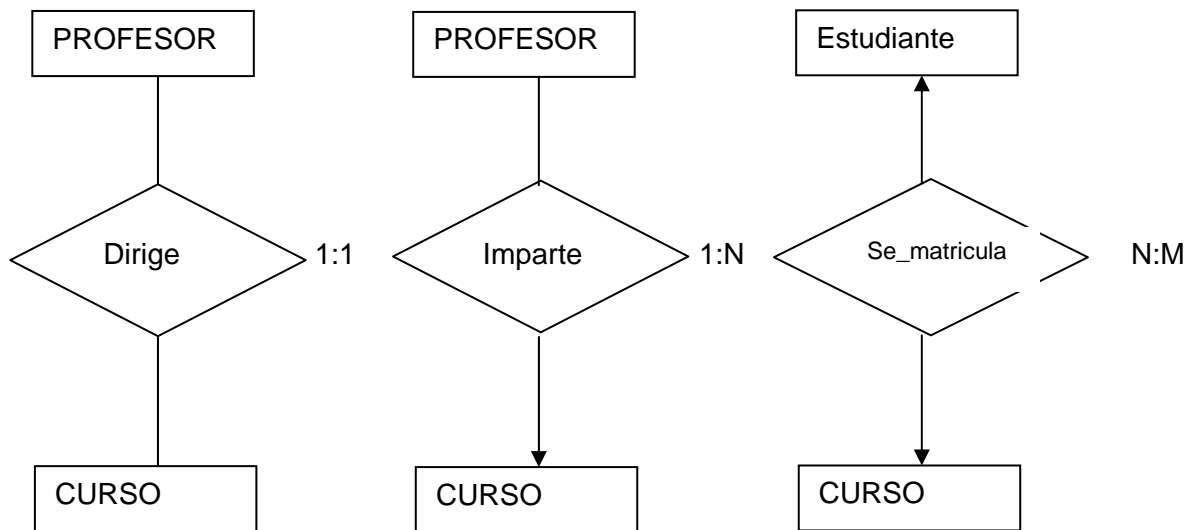 PROFESOR
PROFESOR
Estudiante
Dirige
1:1
Imparte
1:N
Se_matricula
N:M
CURSO
CURSO
CURSO